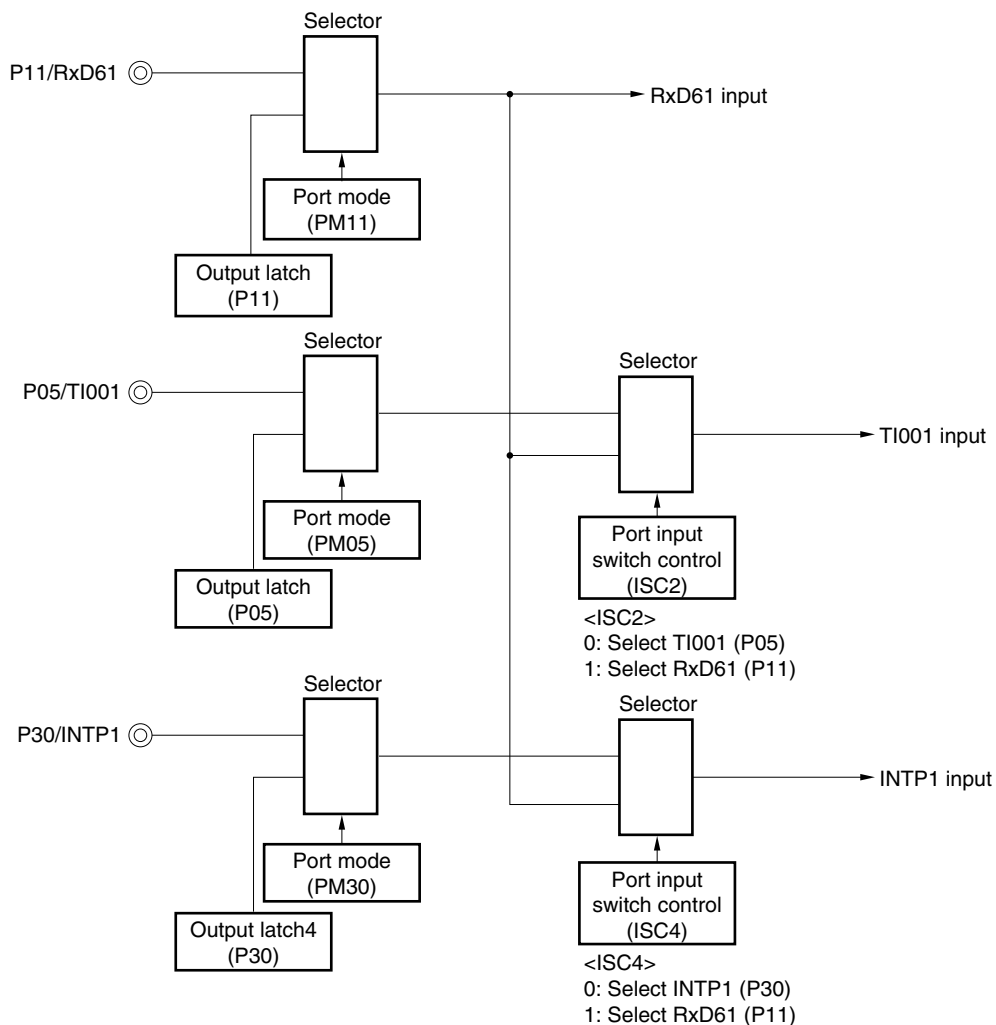 Selector
P11/RxD61
RxD61 input
Port mode
(PM11)
Output latch
(P11)
Selector
P05/TI001
Selector
TI001 input
Port mode
(PM05)
Output latch
(P05)
Port input
switch control
(ISC2)
<ISC2>
0: Select TI001 (P05)
1: Select RxD61 (P11)
Selector
P30/INTP1
Selector
INTP1 input
Port mode
(PM30)
Output latch4
(P30)
Port input
switch control
(ISC4)
<ISC4>
0: Select INTP1 (P30)
1: Select RxD61 (P11)